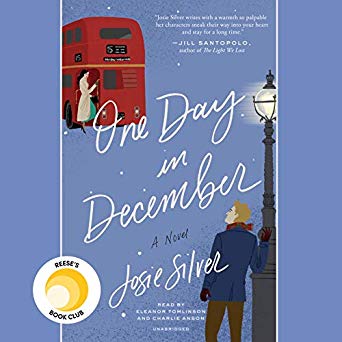 "Josie Silver writes with a warmth so palpable
her characters sneak their way into your heart
and stay for a long time."
—JILL SANTOPOLO,
author of The Light We Lost
One Day
in
December
A Novel
Josie Silver
REESE'S
BOOK CLUB
READ BY
ELEANOR TOMLINSON
AND CHARLIE ANSON
UNABRIDGED